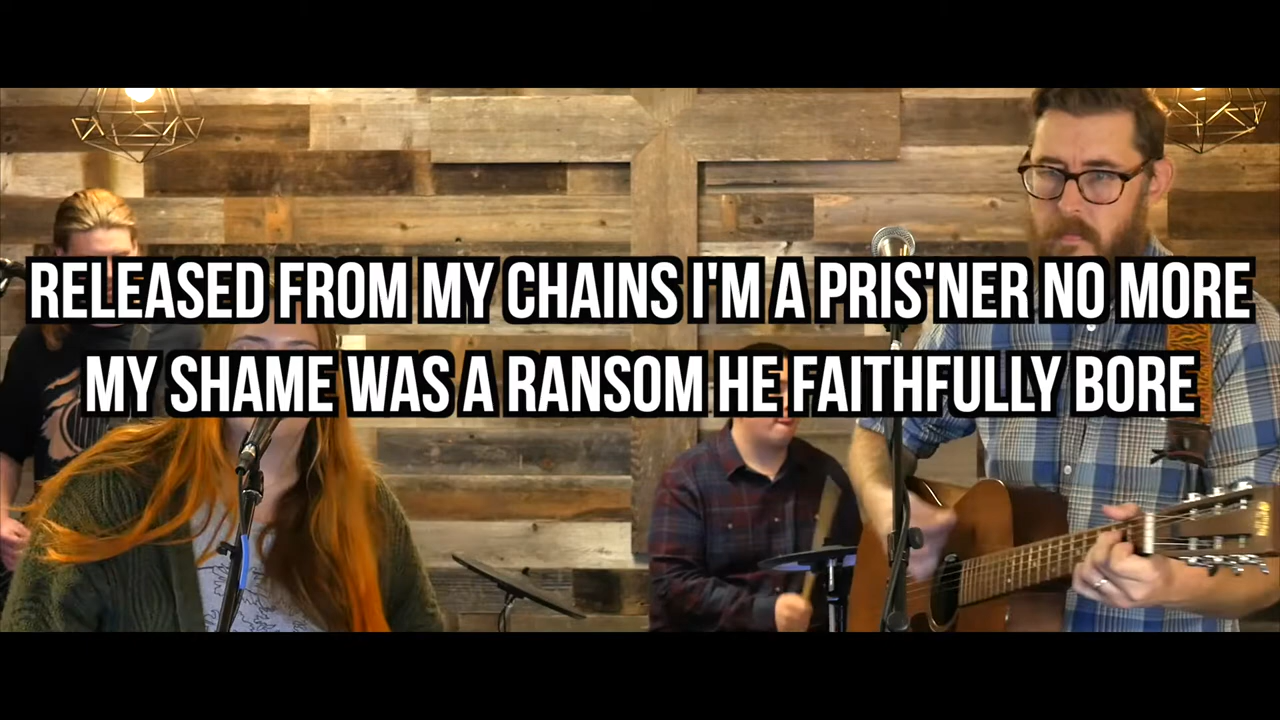 RELEASED FROM MY CHAINS I'M A PRIS'NER NO MORE
MY SHAME WAS A RANSOM HE FAITHFULLY BORE